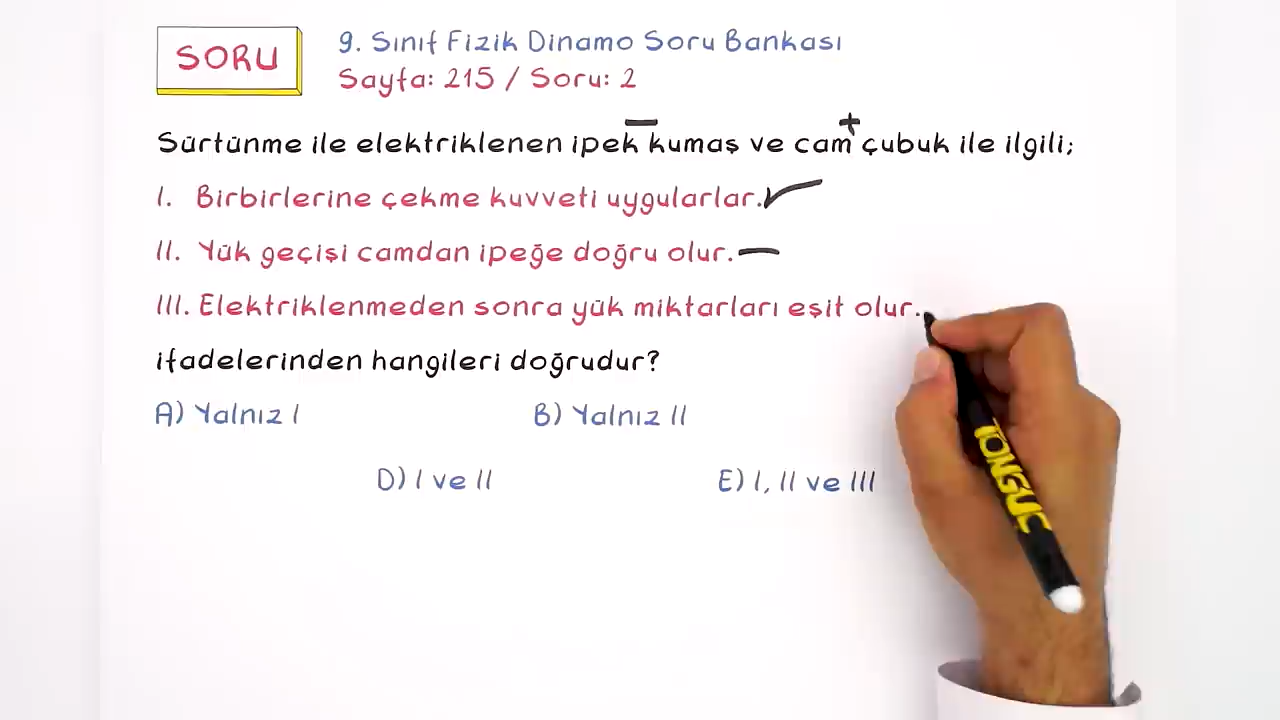 SORU
9. Sınıf Fizik Dinamo Soru Bankası
Sayfa: 215 / Soru: 2
Sürtünme ile elektriklenen ipek kumaş ve cam çubuk ile ilgili;
I. Birbirlerine çekme kuvveti uygularlar.
II. Yük geçişi camdan ipeğe doğru olur.
III. Elektriklenmeden sonra yük miktarları eşit olur.
ifadelerinden hangileri doğrudur?
A) Yalnız I B) Yalnız II
D) I ve II E) I, II ve III
TONGUÇ